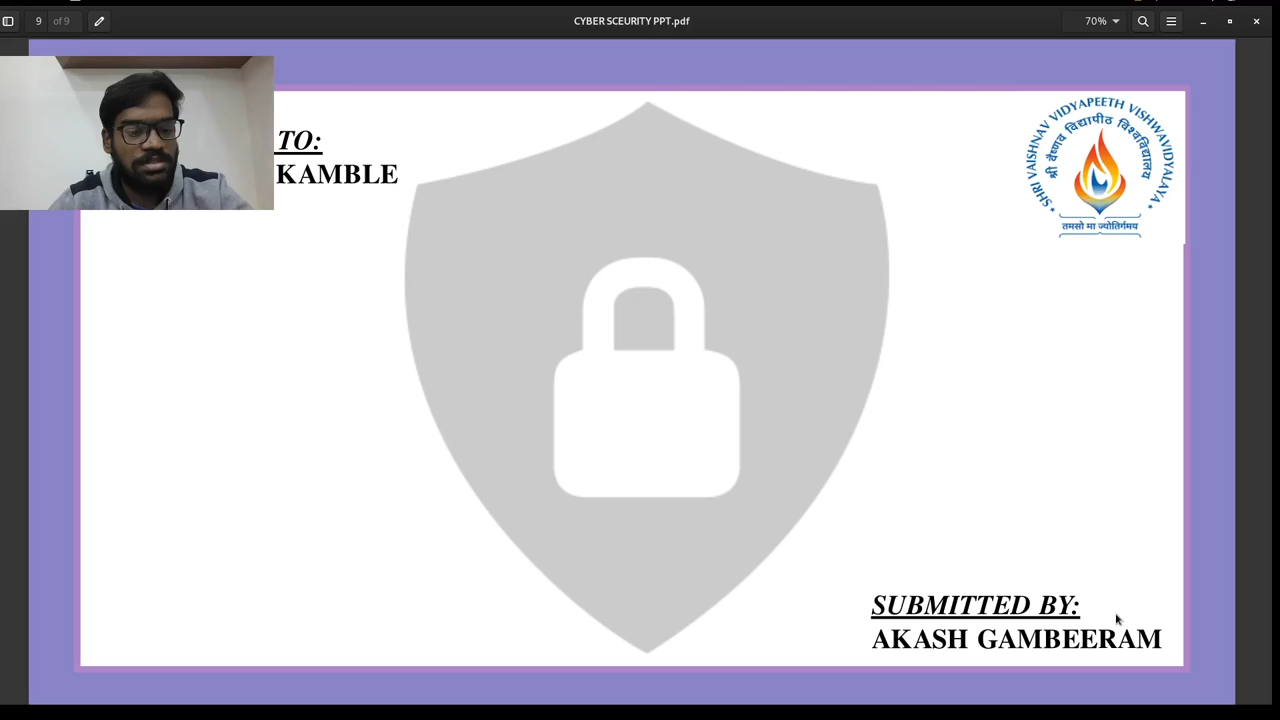 9 of 9
CYBER SCEURITY PPT.pdf
70%
TO:
KAMBLE
SHRI VAISHNAV VIDYAPEETH VISHWAVIDYALAYA
श्री वैष्णव विद्यापीठ विश्वविद्यालय
तमसो मा ज्योतिर्गमय
SUBMITTED BY:
AKASH GAMBEERAM